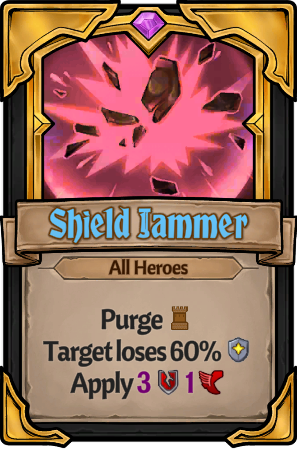 Shield Jammer
All Heroes
Purge
Target loses 60%
Apply 3 1